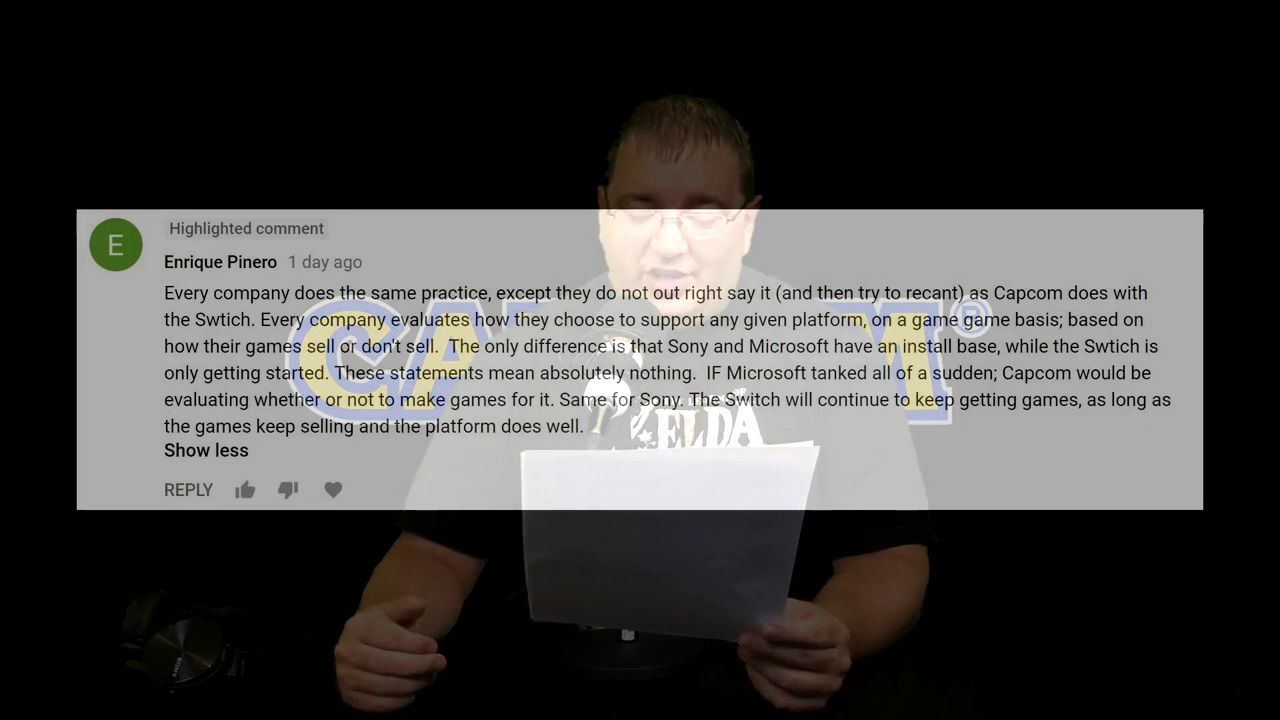 E
Highlighted comment
Enrique Pinero 1 day ago
Every company does the same practice, except they do not out right say it (and then try to recant) as Capcom does with
the Swtich. Every company evaluates how they choose to support any given platform, on a game game basis; based on
how their games sell or don't sell.  The only difference is that Sony and Microsoft have an install base, while the Swtich is
only getting started. These statements mean absolutely nothing.  IF Microsoft tanked all of a sudden; Capcom would be
evaluating whether or not to make games for it. Same for Sony. The Switch will continue to keep getting games, as long as
the games keep selling and the platform does well.
Show less
REPLY
ZELDA
SONY